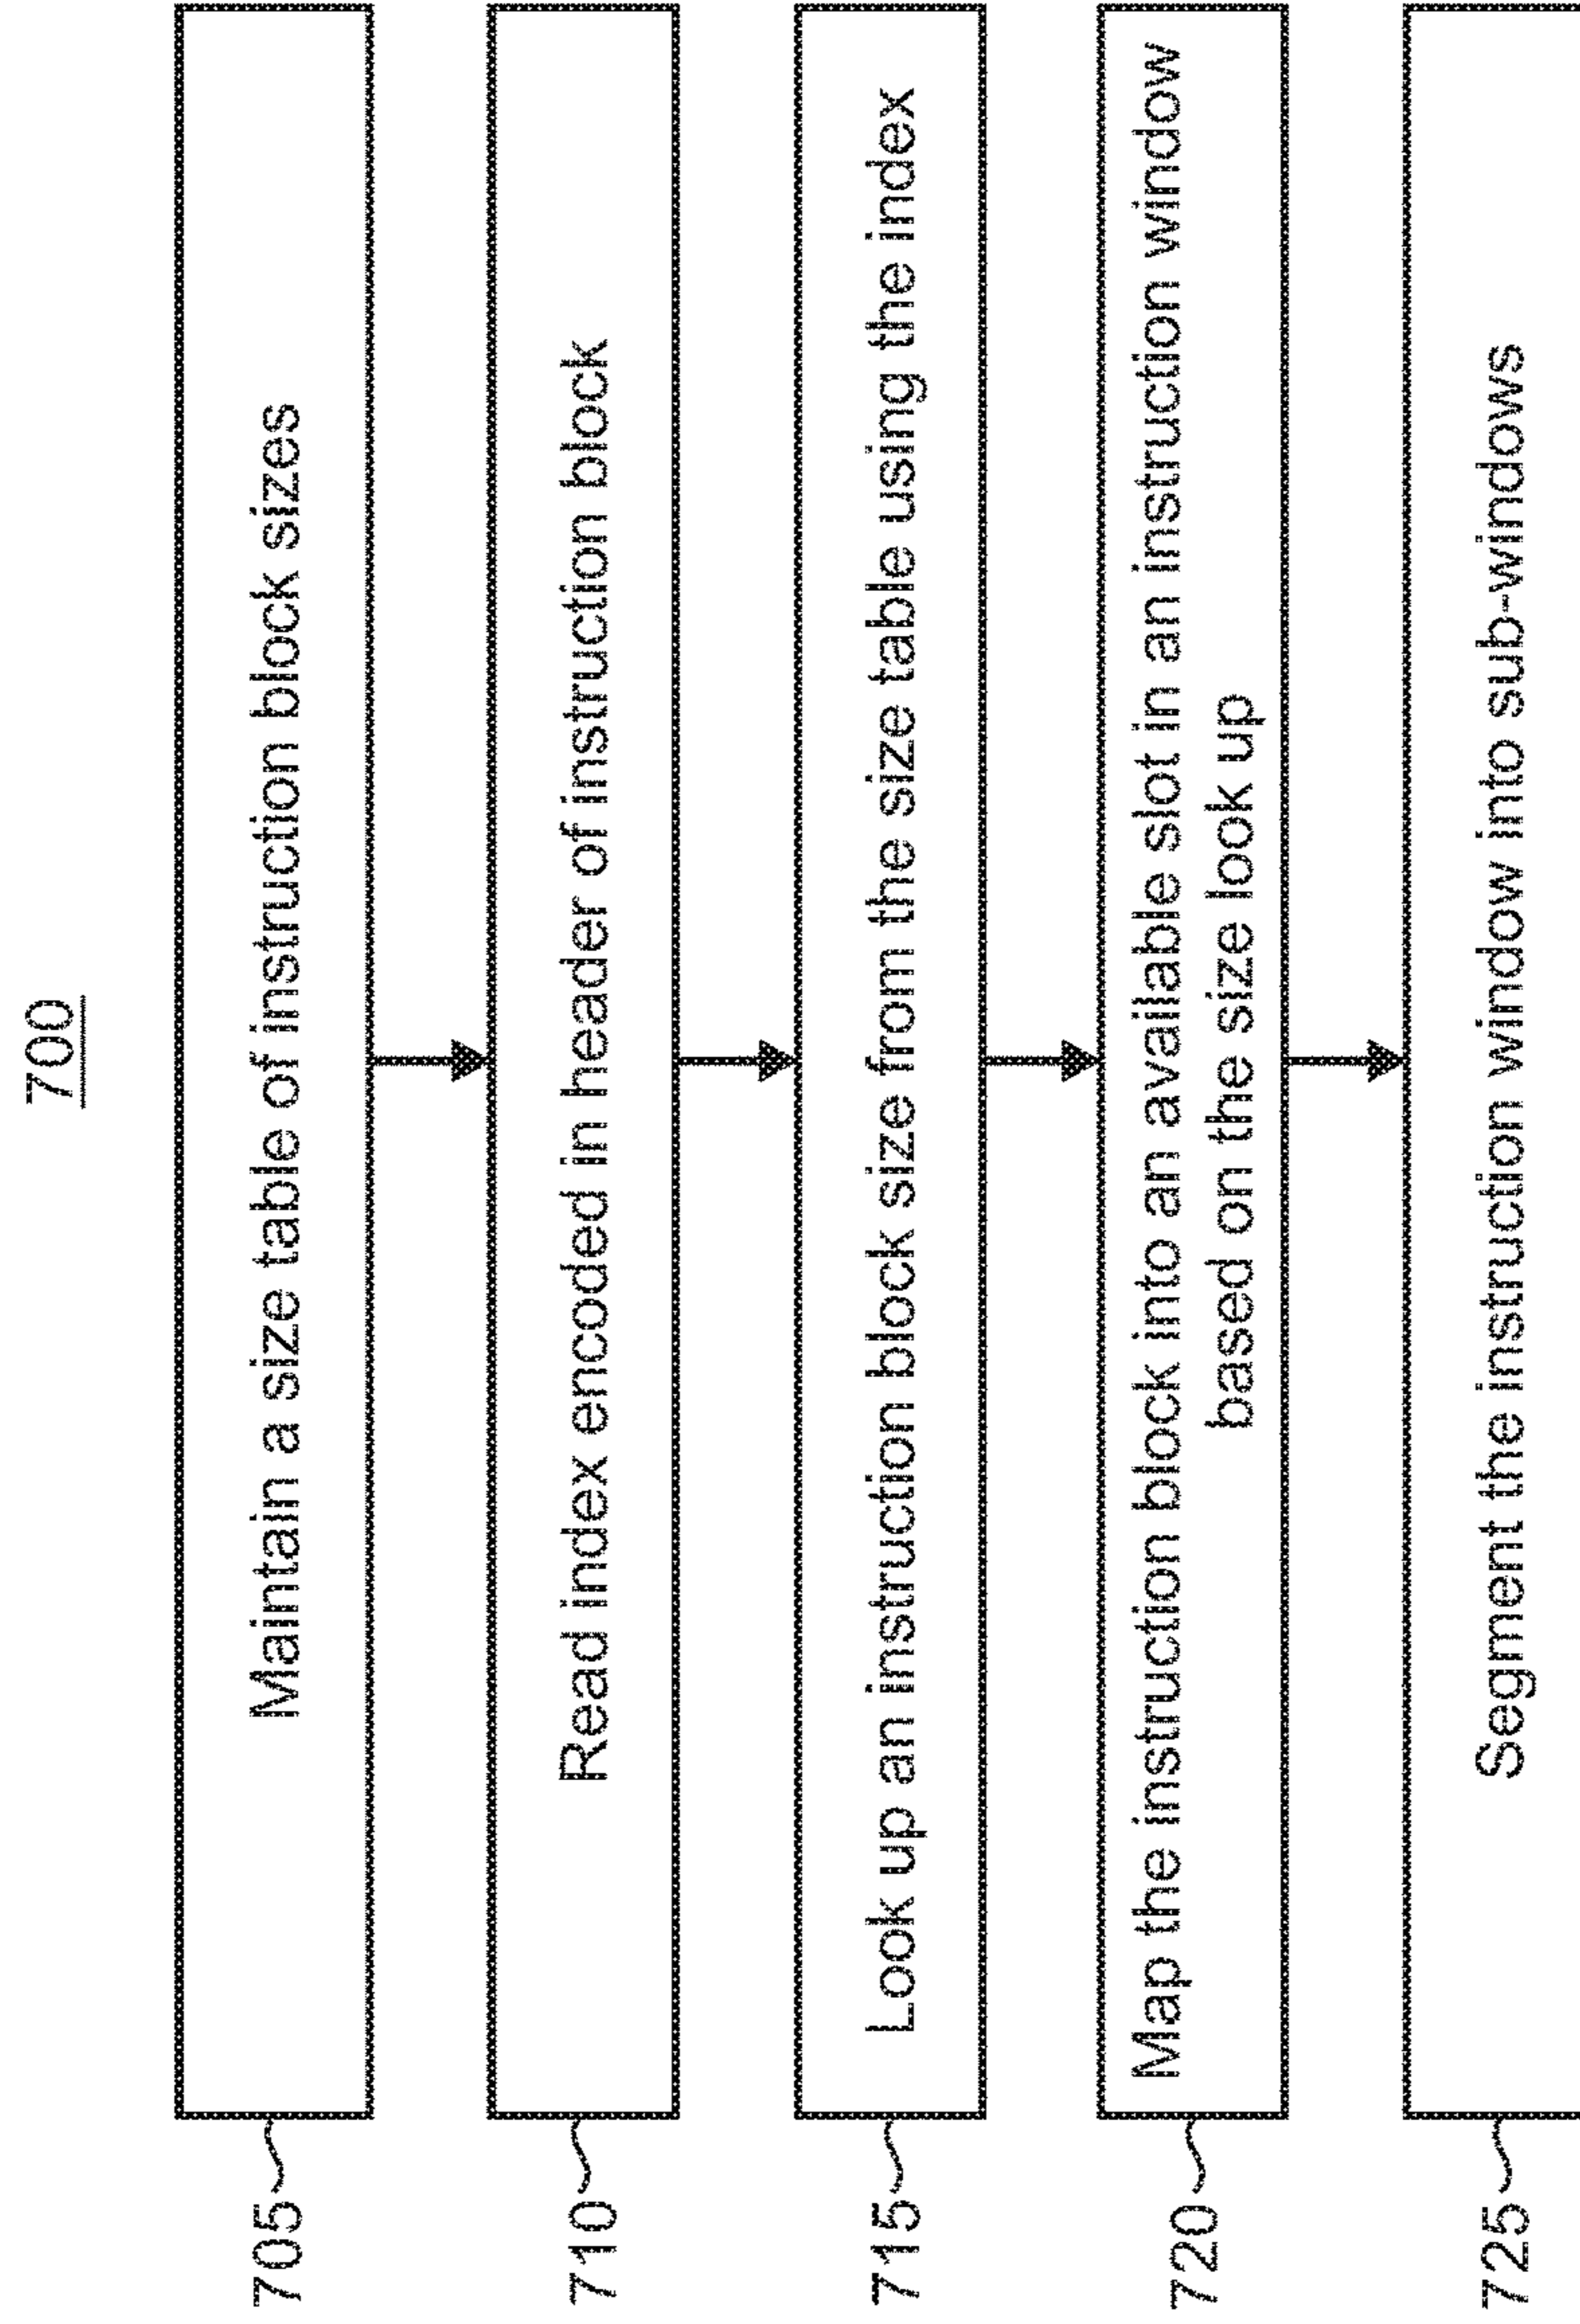 700
705
Maintain a size table of instruction block sizes
710
Read index encoded in header of instruction block
715
Look up an instruction block size from the size table using the index
720
Map the instruction block into an available slot in an instruction window
based on the size look up
725
Segment the instruction window into sub-windows